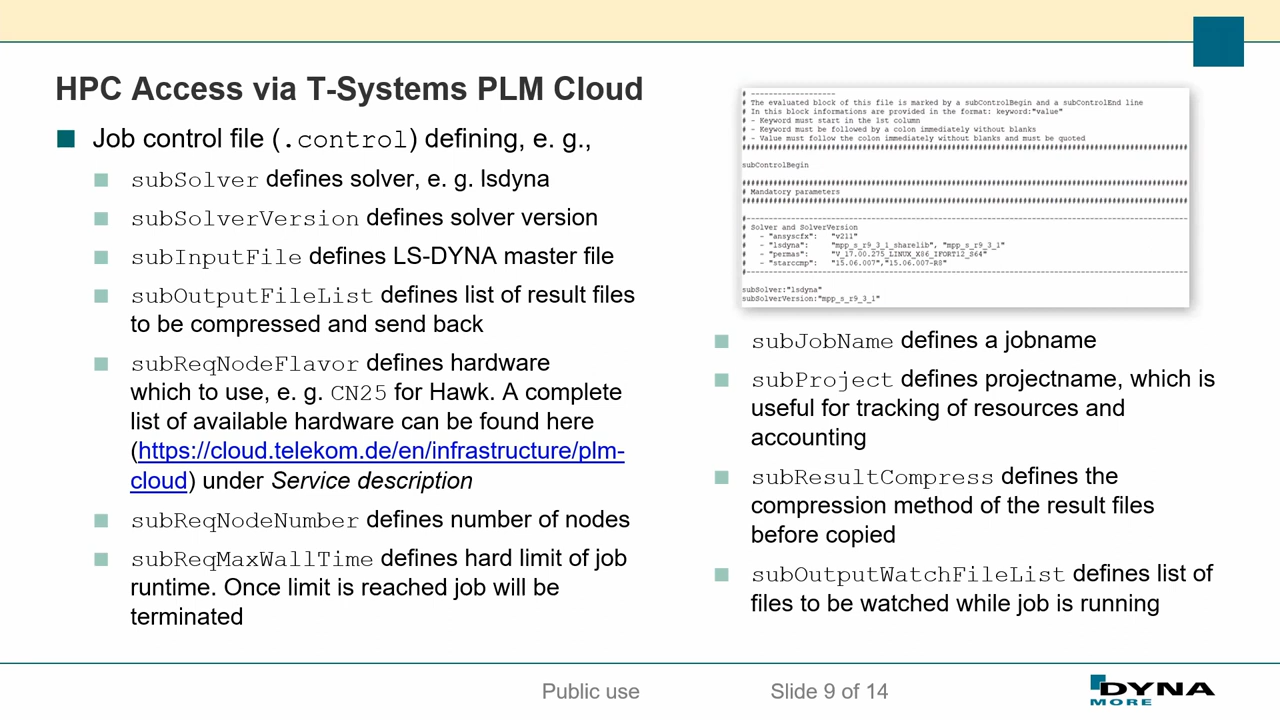 HPC Access via T-Systems PLM Cloud
Job control file (.control) defining, e. g.,
subSolver defines solver, e. g. lsdyna
subSolverVersion defines solver version
subInputFile defines LS-DYNA master file
subOutputFileList defines list of result files
to be compressed and send back
subReqNodeFlavor defines hardware
which to use, e. g. CN25 for Hawk. A complete
list of available hardware can be found here
(https://cloud.telekom.de/en/infrastructure/plm-
cloud) under Service description
subReqNodeNumber defines number of nodes
subReqMaxWallTime defines hard limit of job
runtime. Once limit is reached job will be
terminated
# --------------------
# The evaluated block of this file is marked by a subControlBegin and a subControlEnd line
# In this block informations are provided in the format: keyword:"value"
# - Keyword must start in the 1st column
# - Keyword must be followed by a colon immediately without blanks
# - Value must follow the colon immediately without blanks and must be quoted
subControlBegin
# Mandatory parameters
# Solver and SolverVersion
# - "ansyscfx": "v211"
# - "lsdyna": "mpp_s_r9_3_1_sharelib", "mpp_s_r9_3_1"
# - "permas": "V_17.00.275_LINUX_X86_IFORT12_S64"
# - "starccmp": "15.06.007","15.06.007-R8"
subSolver:"lsdyna"
subSolverVersion:"mpp_s_r9_3_1"
subJobName defines a jobname
subProject defines projectname, which is
useful for tracking of resources and
accounting
subResultCompress defines the
compression method of the result files
before copied
subOutputWatchFileList defines list of
files to be watched while job is running
Public use
Slide 9 of 14
DYNA
MORE